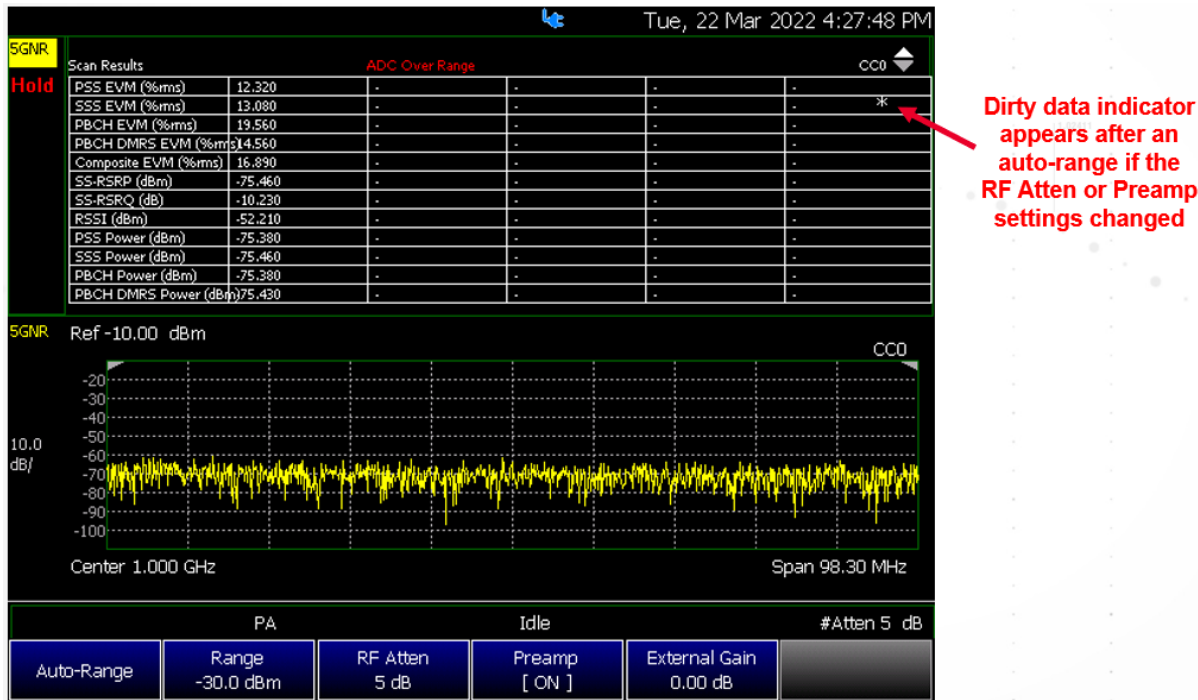 Tue, 22 Mar 2022 4:27:48 PM
5GNR
Hold
Scan Results ADC Over Range CC0
PSS EVM (%rms) 12.320 - - - -
SSS EVM (%rms) 13.080 - - - - *
PBCH EVM (%rms) 19.560 - - - -
PBCH DMRS EVM (%rms) 14.560 - - - -
Composite EVM (%rms) 16.890 - - - -
SS-RSRP (dBm) -75.460 - - - -
SS-RSRQ (dB) -10.230 - - - -
RSSI (dBm) -52.210 - - - -
PSS Power (dBm) -75.380 - - - -
SSS Power (dBm) -75.460 - - - -
PBCH Power (dBm) -75.380 - - - -
PBCH DMRS Power (dBm) 75.430 - - - -
Dirty data indicator
appears after an
auto-range if the
RF Atten or Preamp
settings changed
5GNR Ref -10.00 dBm
CC0
-20
-30
-40
-50
-60
-70
-80
-90
-100
10.0
dB/
Center 1.000 GHz Span 98.30 MHz
PA Idle #Atten 5 dB
Auto-Range
Range
-30.0 dBm
RF Atten
5 dB
Preamp
[ ON ]
External Gain
0.00 dB